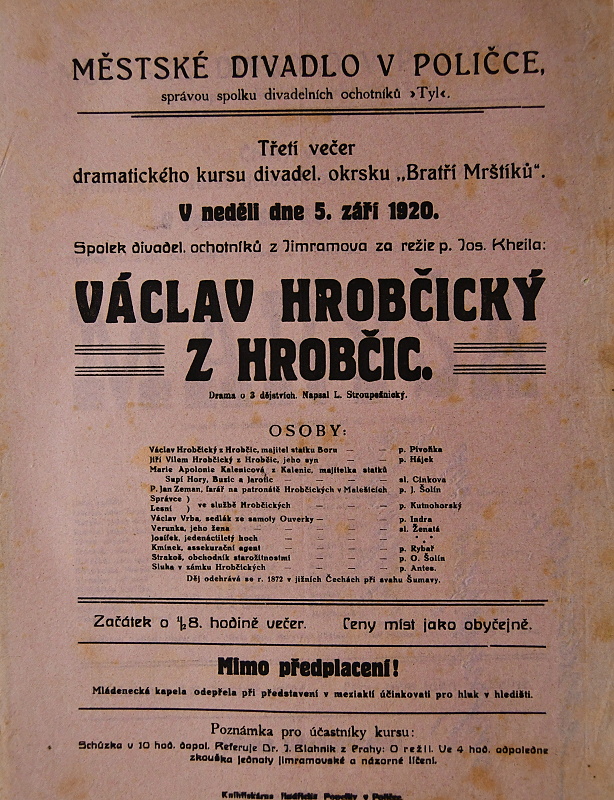 MĚSTSKÉ DIVADLO V POLIČCE,
správou spolku divadelních ochotníků ›Tyl‹.
Třetí večer
dramatického kursu divadel. okrsku „Bratří Mrštíků“.
V neděli dne 5. září 1920.
Spolek divadel. ochotníků z Jimramova za režie p. Jos. Kheila:
VÁCLAV HROBČICKÝ
Z HROBČIC.
Drama o 3 dějstvích. Napsal L. Stroupežnický.
OSOBY:
Václav Hrobčický z Hrobčic, majitel statku Boru — — p. Pivoňka
Jiří Vilem Hrobčický z Hrobčic, jeho syn — — p. Hájek
Marie Apolonie Kalenicová z Kalenic, majitelka statků
Supí Hory, Buzic a Jarotic — — — sl. Cinkova
P. Jan Zeman, farář na patronátě Hrobčických v Malešicích p. J. Šolín
Správce )
Lesní ) ve službě Hrobčických — — — p. Kutnohorský
Václav Vrba, sedlák ze samoty Ouverky — — — p. Indra
Verunka, jeho žena — — — — sl. Ženatá
Josífek, jedenáctiletý hoch — — — — * * *
Kminek, assekurační agent — — — — p. Rybář
Strakoš, obchodník starožitnostmi — — — p. O. Šolín
Sluha v zámku Hrobčických — — — — p. Antes.
Děj odehrává se r. 1872 v jižních Čechách při svahu Šumavy.
Začátek o ½8. hodině večer. Ceny míst jako obyčejně.
Mimo předplacení!
Mládenecká kapela odepřela při představení v meziaktí účinkovati pro hluk v hledišti.
Poznámka pro účastníky kursu:
Schůzka v 10 hod. dopol. Referuje Dr. J. Blahník z Prahy: O režii. Ve 4 hod. odpoledne
zkouška jednoty jimramovské a názorné líčení.
v Poličce.